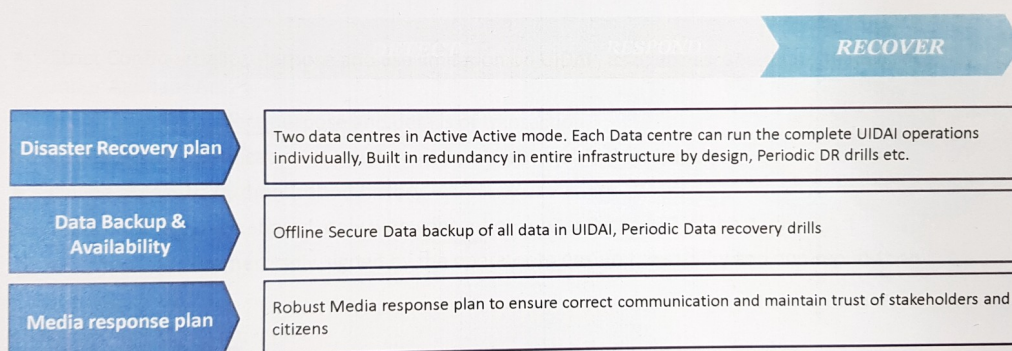 RESPOND
RECOVER
Disaster Recovery plan
Two data centres in Active Active mode. Each Data centre can run the complete UIDAI operations
individually, Built in redundancy in entire infrastructure by design, Periodic DR drills etc.
Data Backup &
Availability
Offline Secure Data backup of all data in UIDAI, Periodic Data recovery drills
Media response plan
Robust Media response plan to ensure correct communication and maintain trust of stakeholders and
citizens